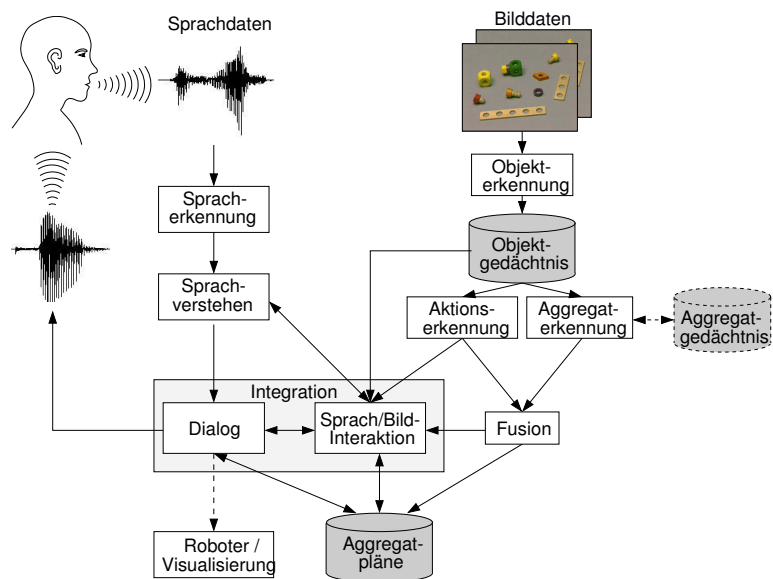 Sprachdaten
Bilddaten
Objekt-
erkennung
Sprach-
erkennung
Objekt-
gedächtnis
Sprach-
verstehen
Aktions-
erkennung
Aggregat-
erkennung
Aggregat-
gedächtnis
Integration
Dialog
Sprach/Bild-
Interaktion
Fusion
Roboter /
Visualisierung
Aggregat-
pläne